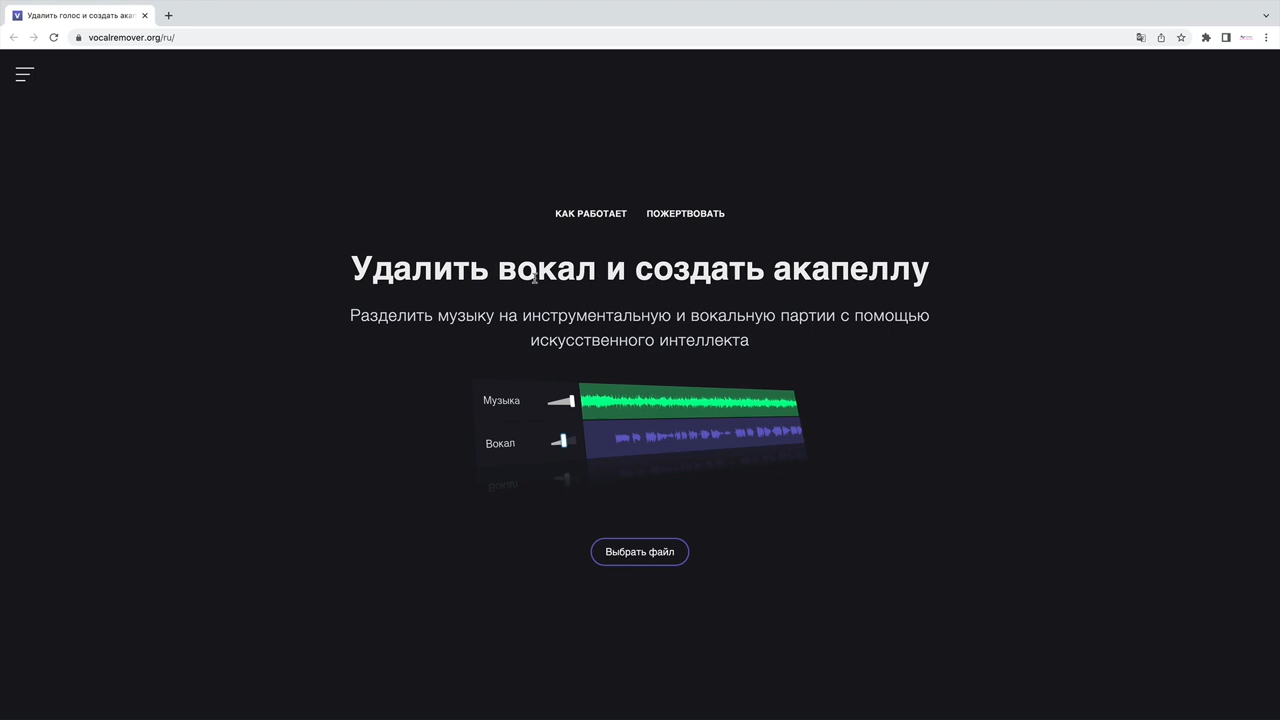 Удалить голос и создать акап
vocalremover.org/ru/
КАК РАБОТАЕТ ПОЖЕРТВОВАТЬ
Удалить вокал и создать акапеллу
Разделить музыку на инструментальную и вокальную партии с помощью
искусственного интеллекта
Музыка
Вокал
Выбрать файл